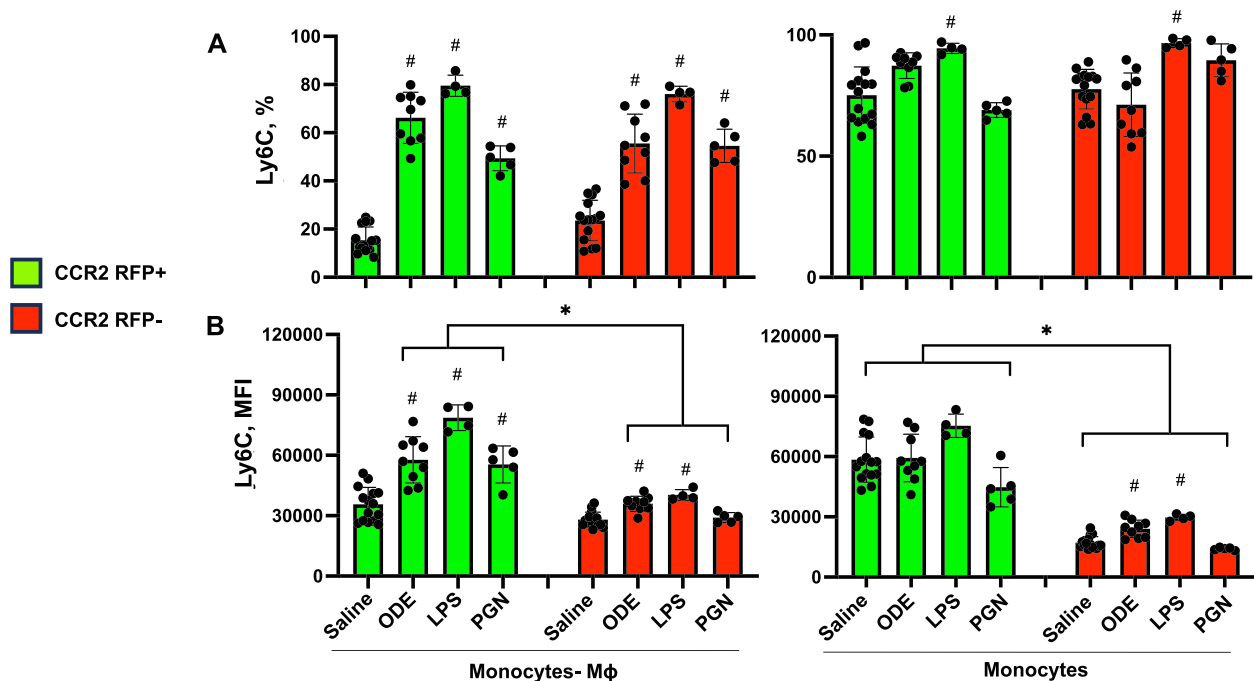 A
Ly6C, %
100
80
60
40
20
0
# # # # # #
100
50
0
# #
CCR2 RFP+
CCR2 RFP-
B
Ly6C, MFI
120000
90000
60000
30000
0
*
# # # # #
Saline ODE LPS PGN Saline ODE LPS PGN
Monocytes- Mϕ
Ly6C, MFI
120000
90000
60000
30000
0
*
# #
Saline ODE LPS PGN Saline ODE LPS PGN
Monocytes